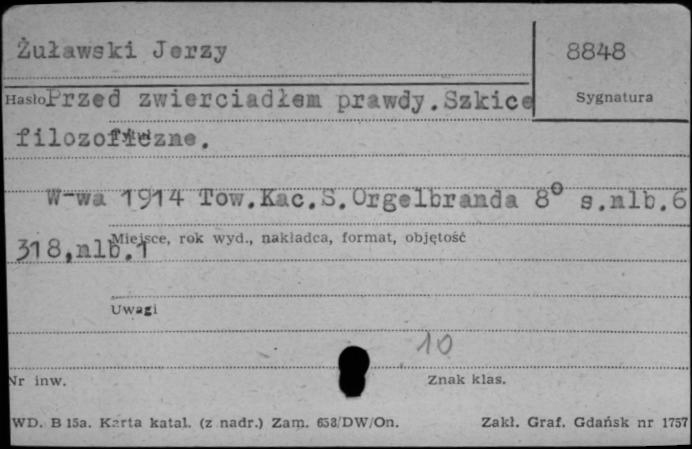 Żuławski Jerzy
8848
Hasło Przed zwierciadłem prawdy.Szkice
Sygnatura
filozoficzne.
Tytuł
W-wa 1914 Tow.Kac.S.Orgelbranda 8° s.nlb.6
318,nlb.1
Miejsce, rok wyd., nakładca, format, objętość
Uwagi
10
Nr inw.
Znak klas.
WD. B 15a. Karta katal. (z nadr.) Zam. 658/DW/On.
Zakł. Graf. Gdańsk nr 1757